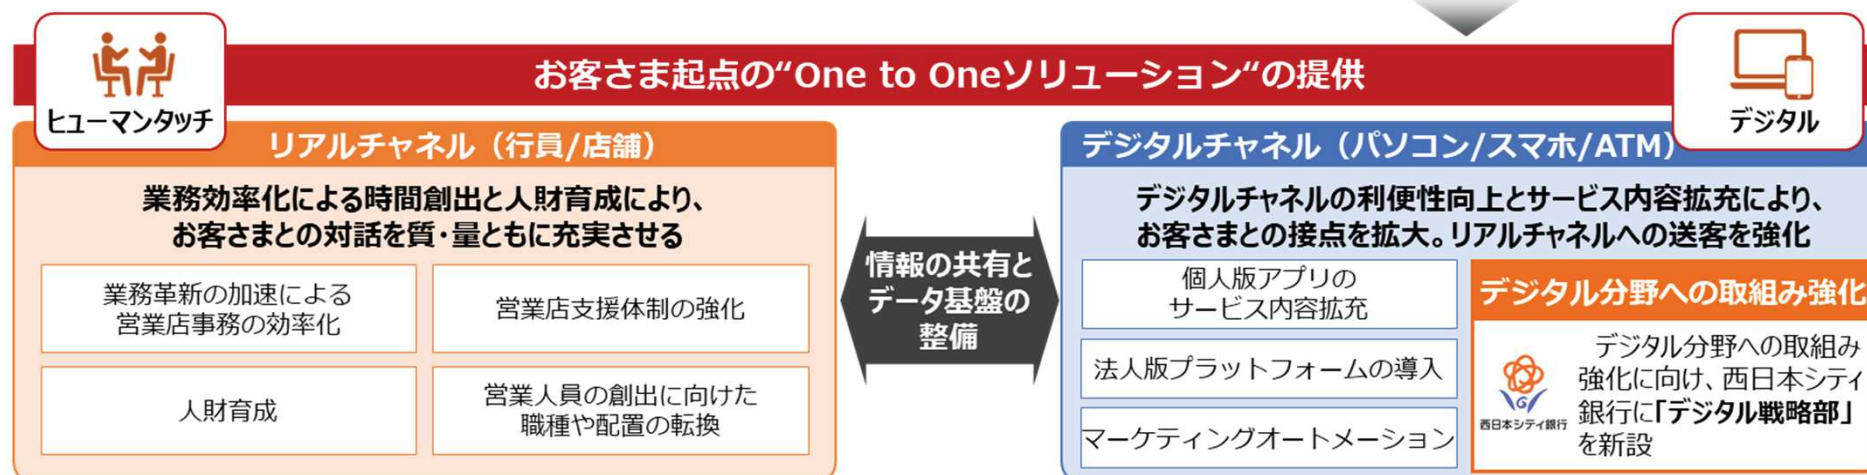 お客さま起点の“One to Oneソリューション“の提供
ヒューマンタッチ
デジタル
リアルチャネル（行員/店舗）
業務効率化による時間創出と人財育成により、
お客さまとの対話を質・量ともに充実させる
業務革新の加速による
営業店事務の効率化
営業店支援体制の強化
人財育成
営業人員の創出に向けた
職種や配置の転換
情報の共有と
データ基盤の
整備
デジタルチャネル（パソコン/スマホ/ATM）
デジタルチャネルの利便性向上とサービス内容拡充により、
お客さまとの接点を拡大。リアルチャネルへの送客を強化
個人版アプリの
サービス内容拡充
法人版プラットフォームの導入
マーケティングオートメーション
デジタル分野への取組み強化
西日本シティ銀行
デジタル分野への取組み
強化に向け、西日本シティ
銀行に「デジタル戦略部」
を新設